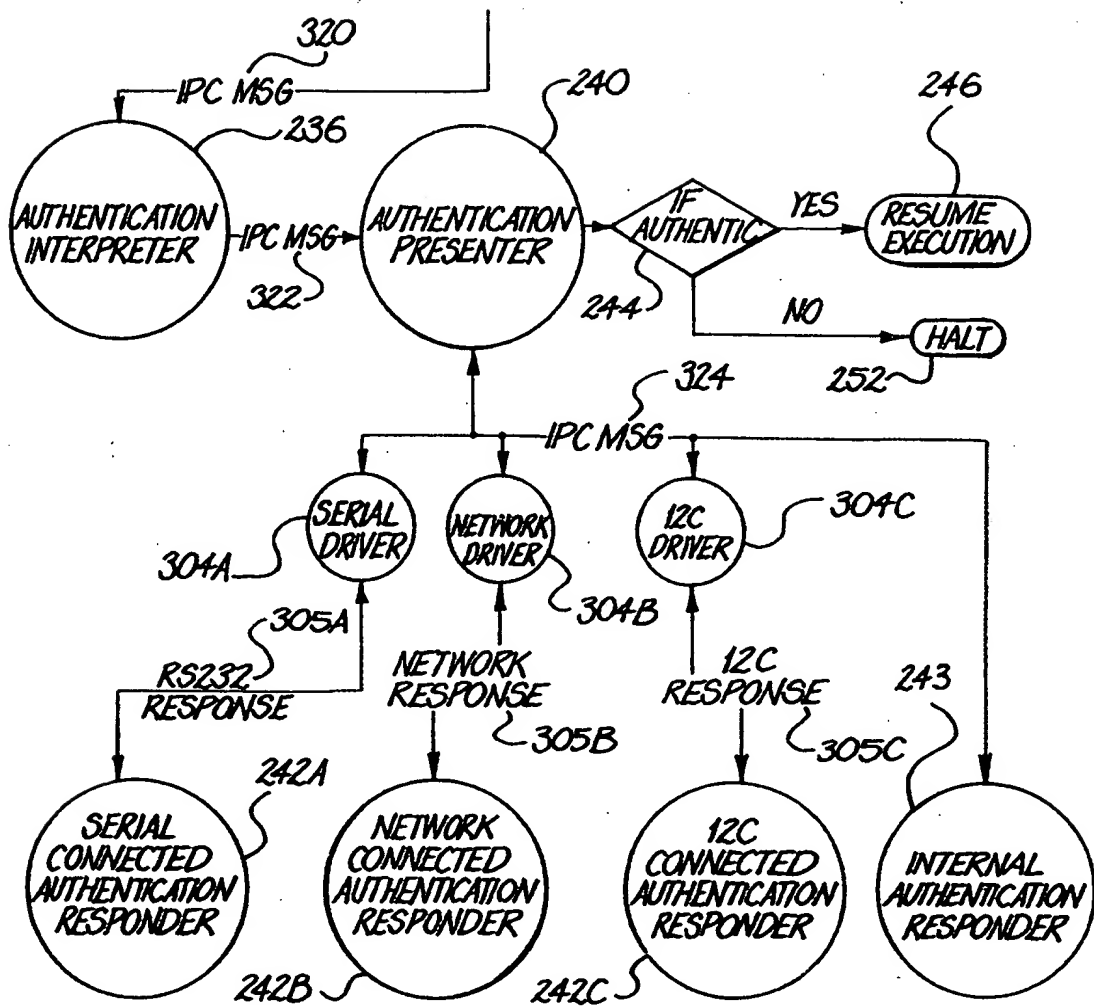 320
IPC MSG
236
240
246
AUTHENTICATION
INTERPRETER
IPC MSG
322
AUTHENTICATION
PRESENTER
IF
AUTHENTIC
244
YES
RESUME
EXECUTION
NO
HALT
252
324
IPC MSG
SERIAL
DRIVER
304A
NETWORK
DRIVER
304B
12C
DRIVER
304C
305A
RS232
RESPONSE
NETWORK
RESPONSE
305B
12C
RESPONSE
305C
243
242A
SERIAL
CONNECTED
AUTHENTICATION
RESPONDER
NETWORK
CONNECTED
AUTHENTICATION
RESPONDER
242B
12C
CONNECTED
AUTHENTICATION
RESPONDER
242C
INTERNAL
AUTHENTICATION
RESPONDER